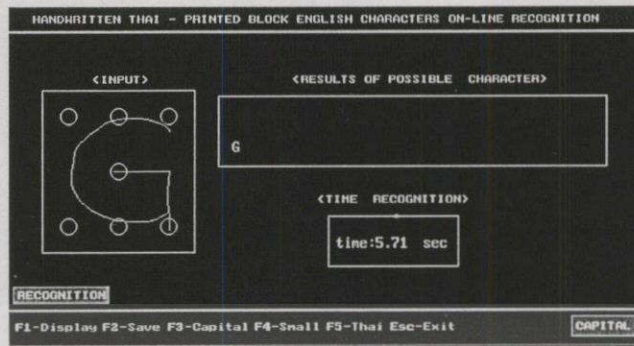 HANDWRITTEN THAI - PRINTED BLOCK ENGLISH CHARACTERS ON-LINE RECOGNITION
<INPUT>
<RESULTS OF POSSIBLE CHARACTER>
G
<TIME RECOGNITION>
time:5.71 sec
RECOGNITION
F1-Display F2-Save F3-Capital F4-Small F5-Thai Esc-Exit
CAPITAL